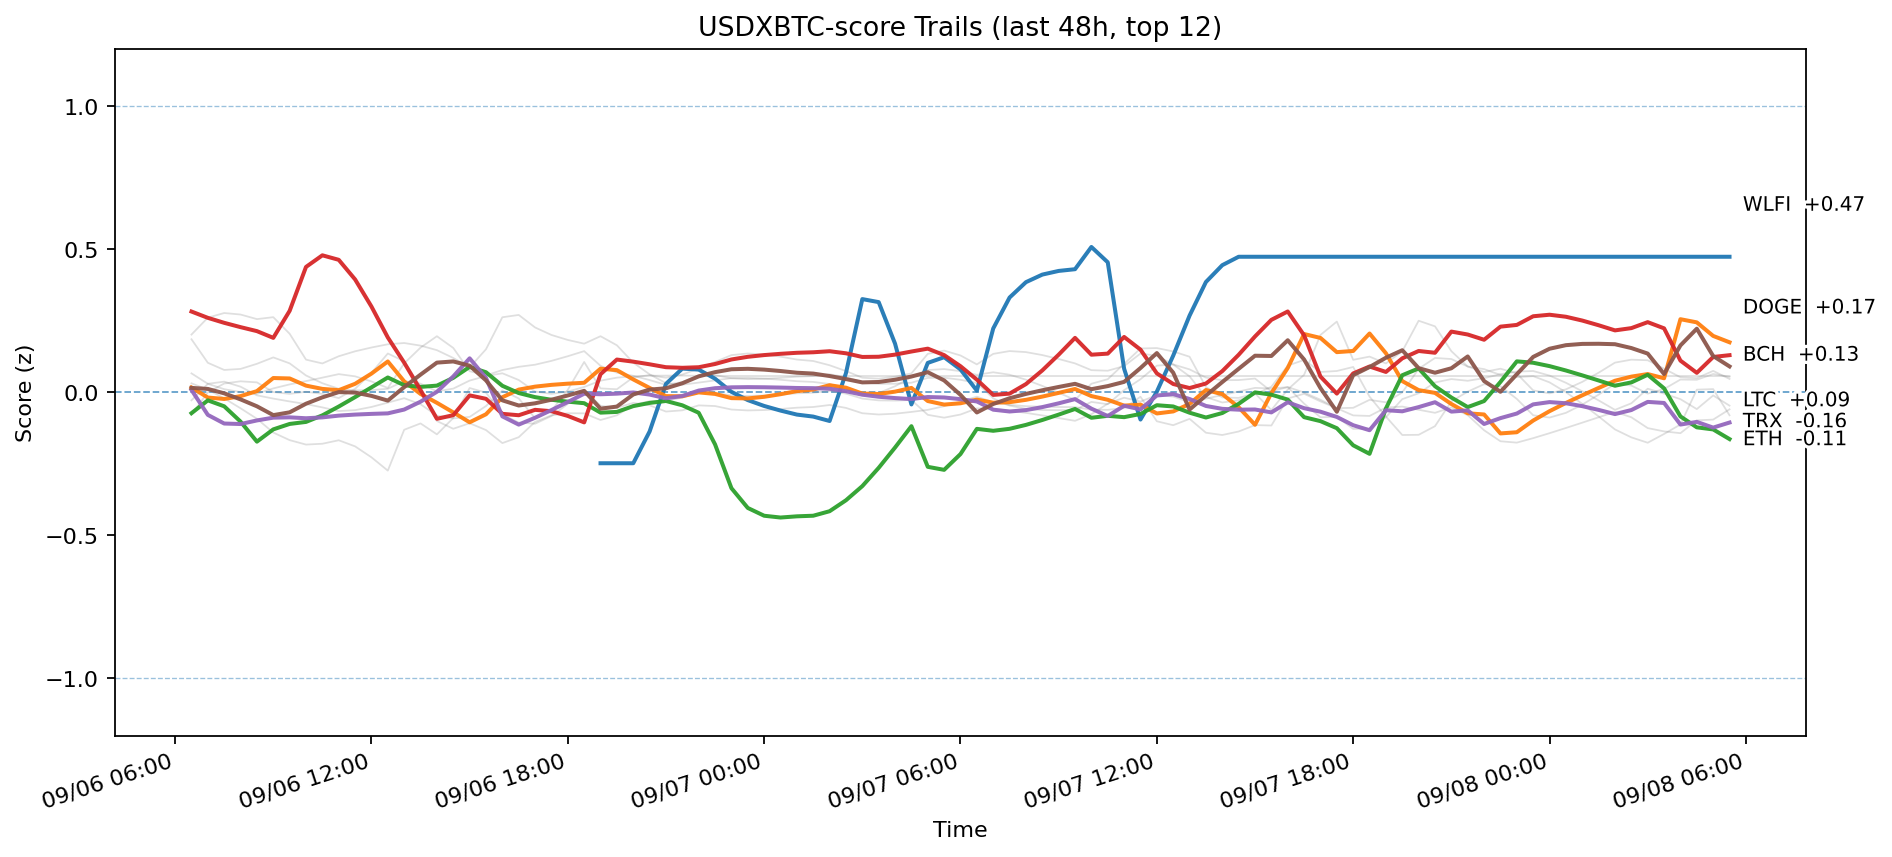 USDXBTC-score Trails (last 48h, top 12)
Score (z)
1.0
0.5
0.0
−0.5
−1.0
WLFI +0.47
DOGE +0.17
BCH +0.13
LTC +0.09
TRX -0.16
ETH -0.11
09/06 06:00
09/06 12:00
09/06 18:00
09/07 00:00
09/07 06:00
09/07 12:00
09/07 18:00
09/08 00:00
09/08 06:00
Time